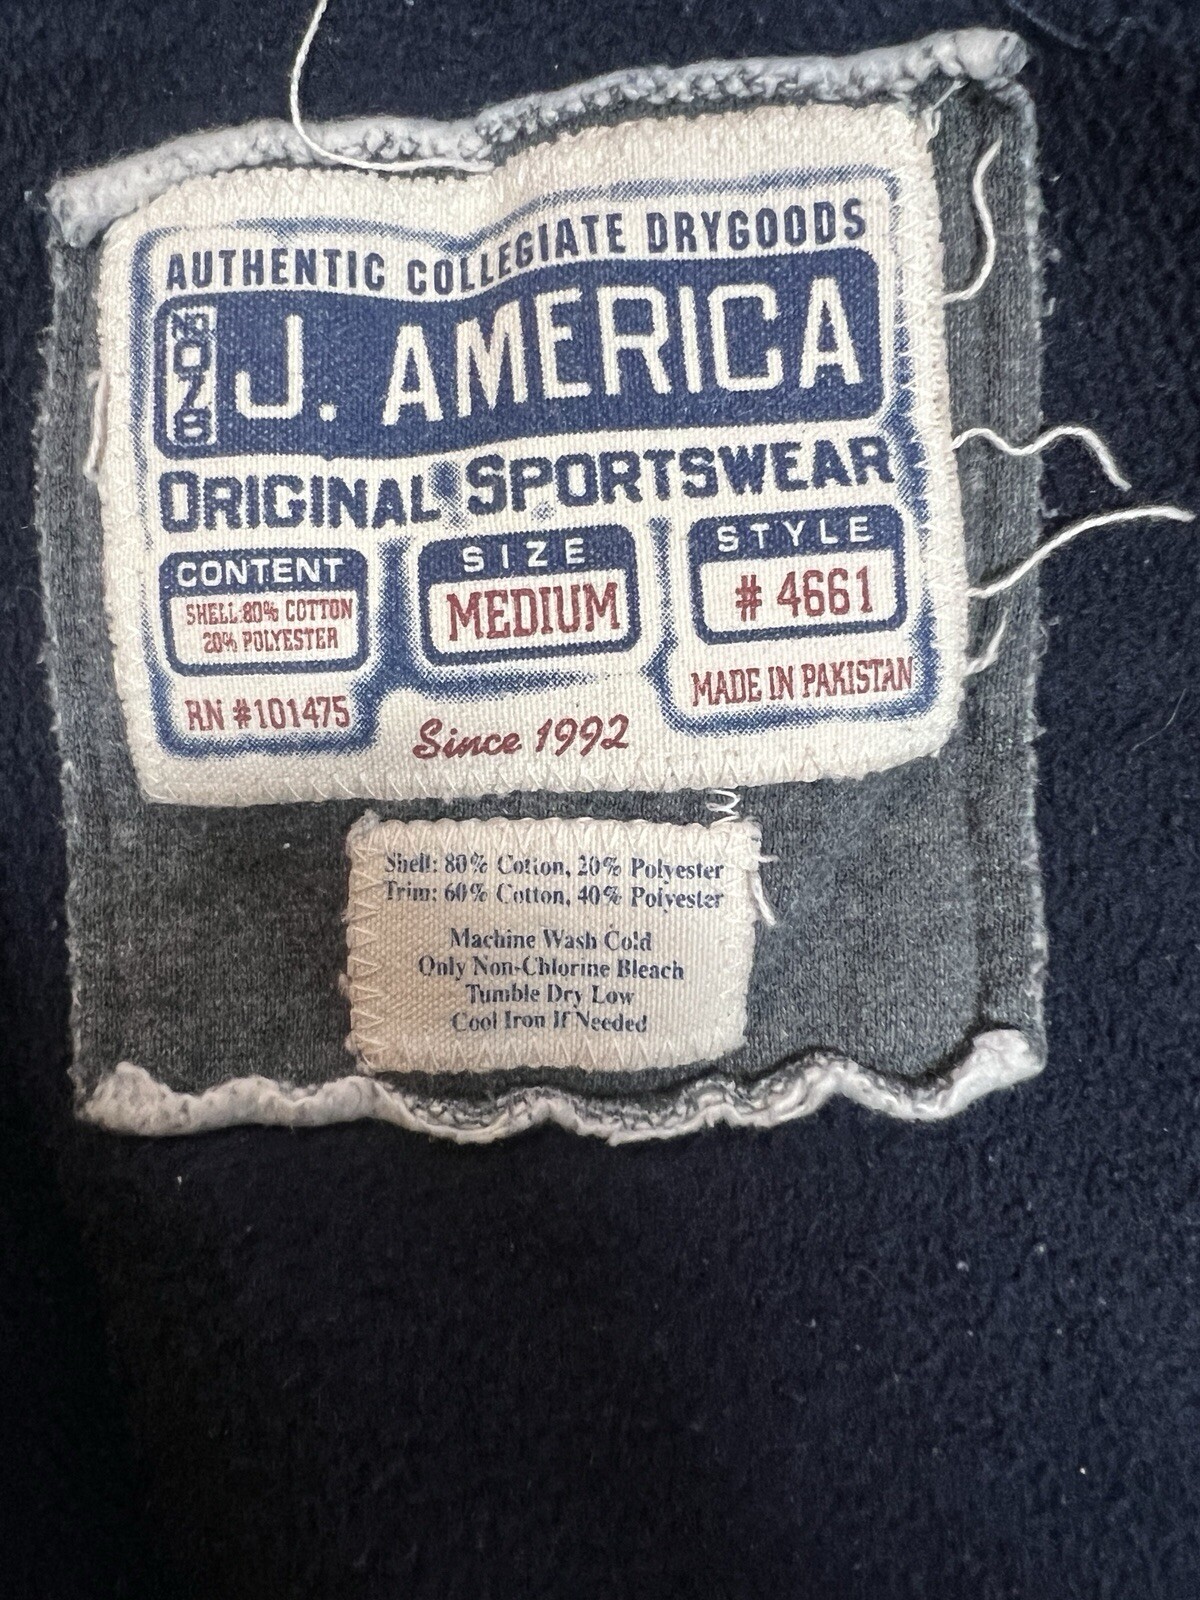 AUTHENTIC COLLEGIATE DRYGOODS
NO 076
J. AMERICA
ORIGINAL SPORTSWEAR
CONTENT
SHELL 80% COTTON
20% POLYESTER
RN #101475
SIZE
MEDIUM
STYLE
# 4661
MADE IN PAKISTAN
Since 1992
Shell: 80% Cotton, 20% Polyester
Trim: 60% Cotton, 40% Polyester
Machine Wash Cold
Only Non-Chlorine Bleach
Tumble Dry Low
Cool Iron If Needed